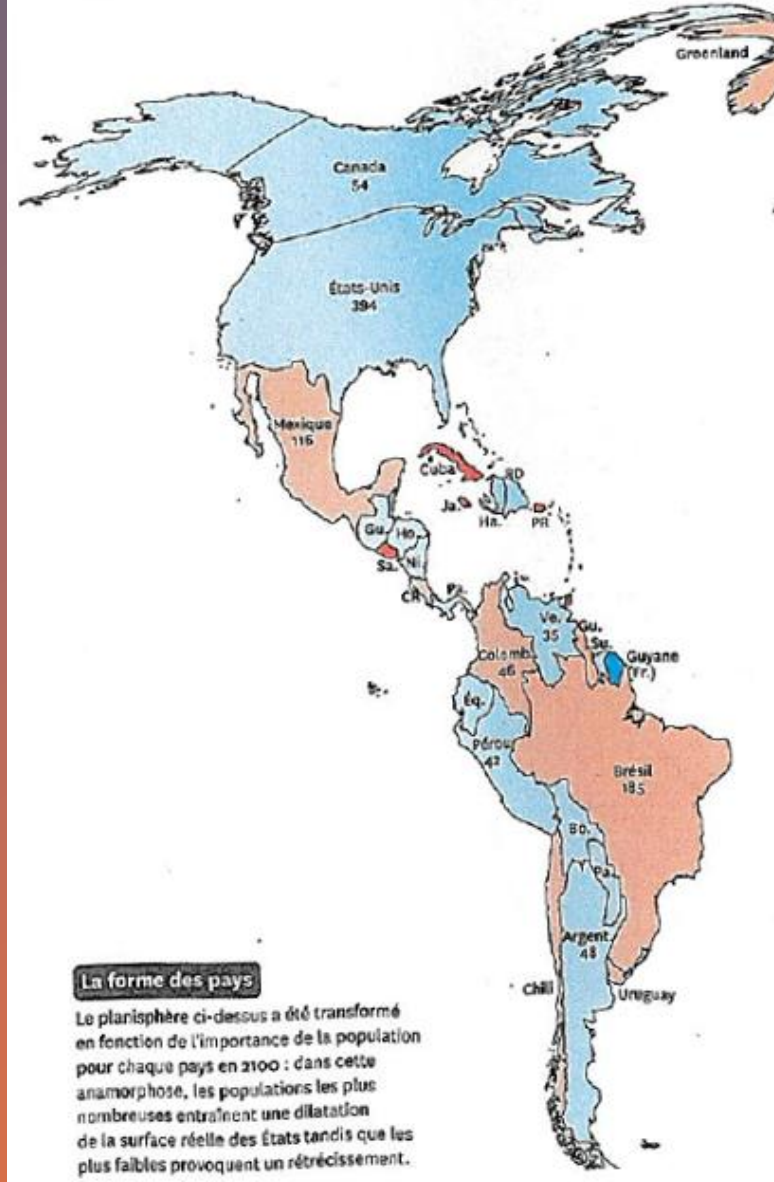 Groenland
Canada
54
États-Unis
394
Mexique
116
Cuba
RD
Ja.
Ha.
PR
Gu.
Ho.
Sa.
Ni.
CR
Pa.
Ve.
35
Gu.
Su.
Guyane
(Fr.)
Colomb.
46
Éq.
Pérou
42
Brésil
185
Bo.
Pa.
Argent.
48
Chili
Uruguay
La forme des pays
Le planisphère ci-dessus a été transformé
en fonction de l'importance de la population
pour chaque pays en 2100 : dans cette
anamorphose, les populations les plus
nombreuses entraînent une dilatation
de la surface réelle des États tandis que les
plus faibles provoquent un rétrécissement.